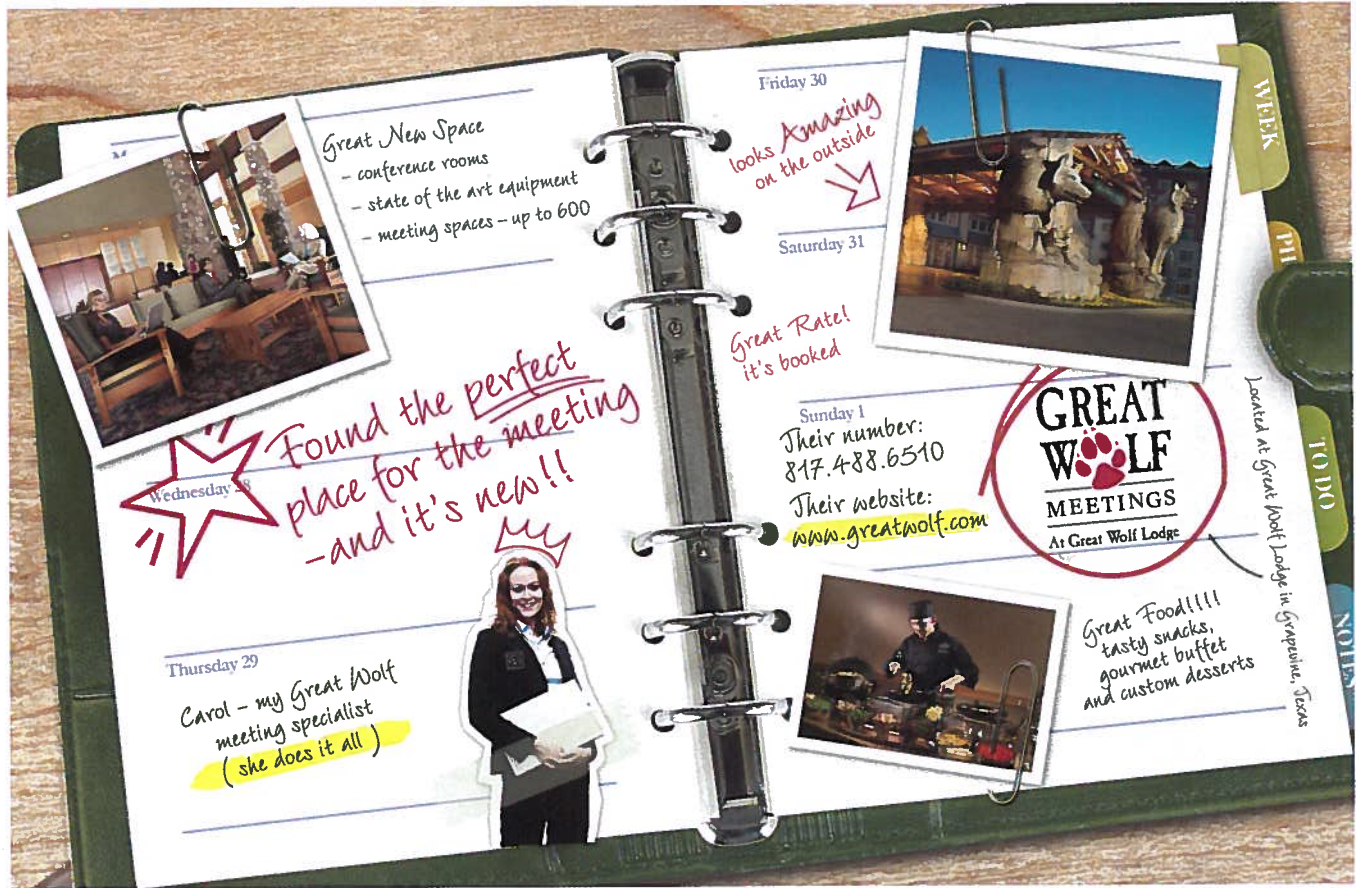 Great New Space
- conference rooms
- state of the art equipment
- meeting spaces - up to 600
Found the perfect
place for the meeting
-and it's new!!
Wednesday 28
Thursday 29
Carol - my Great Wolf
meeting specialist
( she does it all )
Friday 30
looks Amazing
on the outside
Saturday 31
Great Rate!
it's booked
Sunday 1
Their number:
817.488.6510
Their website:
www.greatwolf.com
GREAT
WOLF
MEETINGS
At Great Wolf Lodge
Located at Great Wolf Lodge in Grapevine, Texas
Great Food!!!!
tasty snacks,
gourmet buffet
and custom desserts
WEEK
PH
TO DO
NOTES